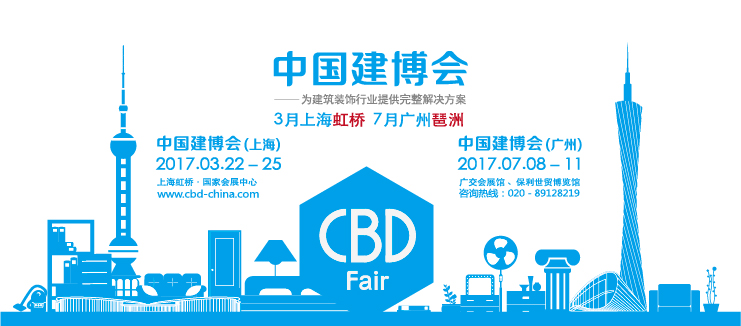 中国建博会
——为建筑装饰行业提供完整解决方案
3月上海虹桥 7月广州琶洲
中国建博会(上海)
2017.03.22 – 25
上海虹桥·国家会展中心
www.cbd-china.com
中国建博会(广州)
2017.07.08 – 11
广交会展馆、保利世贸博览馆
咨询热线：020 - 89128219
CBD
Fair